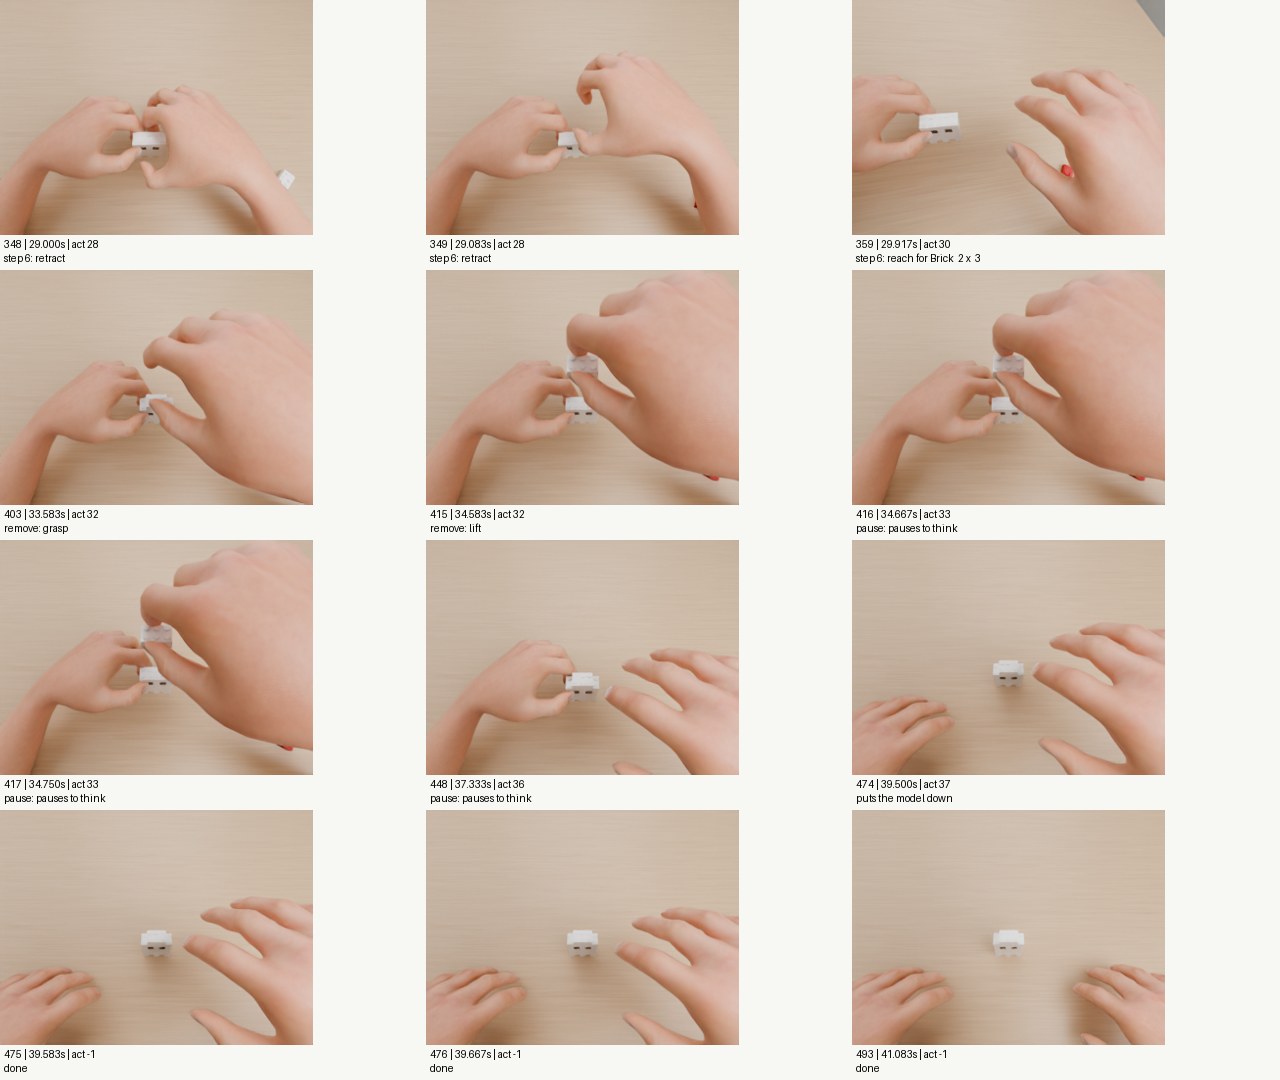 348 | 29.000s | act 28
step 6: retract
349 | 29.083s | act 28
step 6: retract
359 | 29.917s | act 30
step 6: reach for Brick 2 x 3
403 | 33.583s | act 32
remove: grasp
415 | 34.583s | act 32
remove: lift
416 | 34.667s | act 33
pause: pauses to think
417 | 34.750s | act 33
pause: pauses to think
448 | 37.333s | act 36
pause: pauses to think
474 | 39.500s | act 37
puts the model down
475 | 39.583s | act -1
done
476 | 39.667s | act -1
done
493 | 41.083s | act -1
done